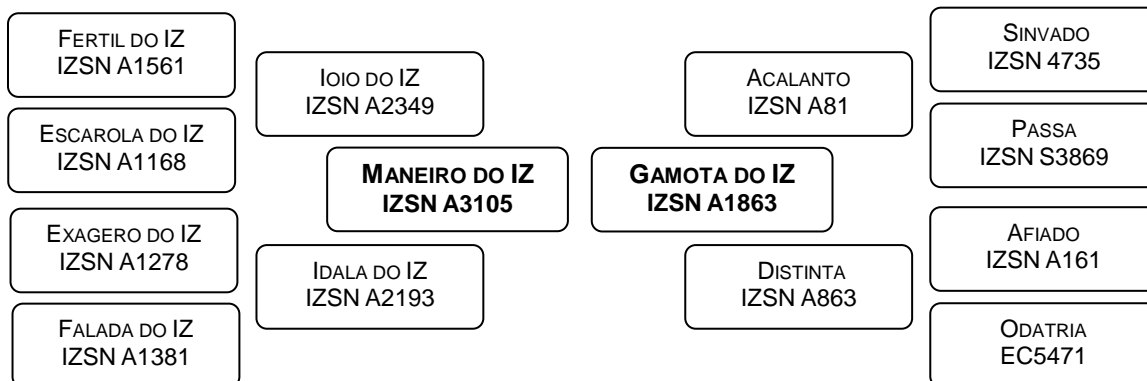 FERTIL DO IZ
IZSN A1561
ESCAROLA DO IZ
IZSN A1168
EXAGERO DO IZ
IZSN A1278
FALADA DO IZ
IZSN A1381
IOIO DO IZ
IZSN A2349
IDALA DO IZ
IZSN A2193
MANEIRO DO IZ
IZSN A3105
GAMOTA DO IZ
IZSN A1863
ACALANTO
IZSN A81
DISTINTA
IZSN A863
SINVADO
IZSN 4735
PASSA
IZSN S3869
AFIADO
IZSN A161
ODATRIA
EC5471